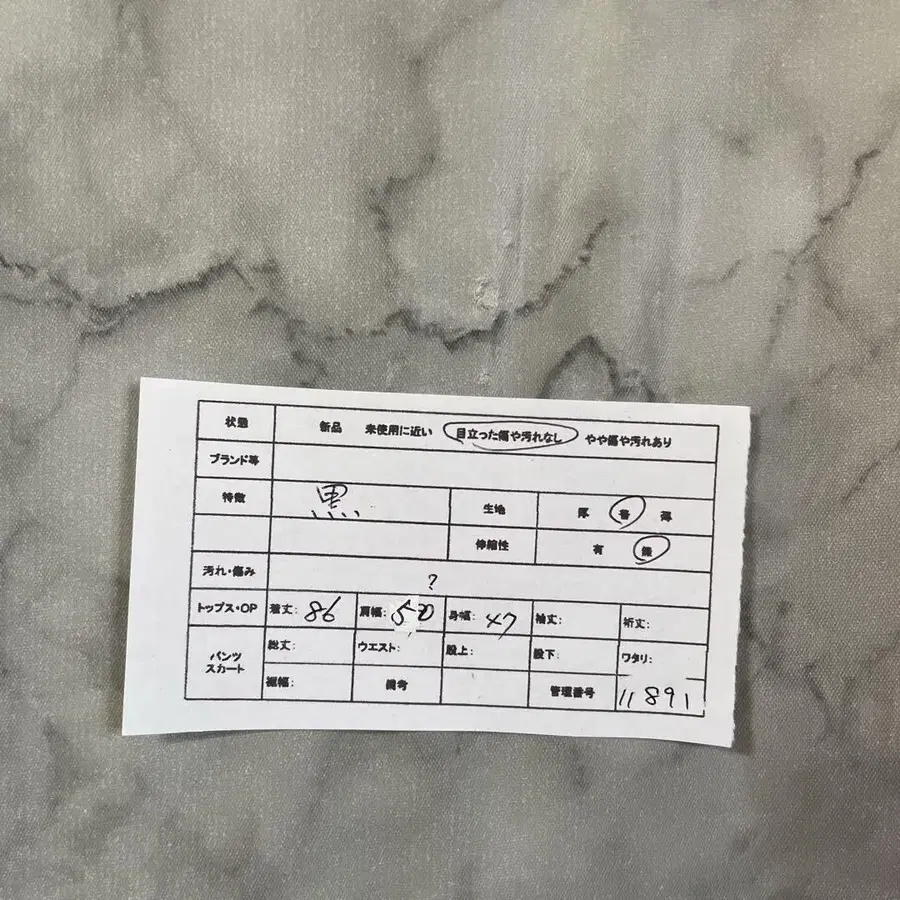 状態 新品 未使用に近い 目立った傷や汚れなし やや傷や汚れあり
ブランド等
特徴 黒 生地 厚 普 薄
伸縮性 有 無
汚れ・傷み
?
トップス・OP 着丈: 86 肩幅: 50 身幅: 47 袖丈: 裄丈:
パンツ スカート 総丈: ウエスト: 股上: 股下: ワタリ:
裾幅: 備考 管理番号 11891